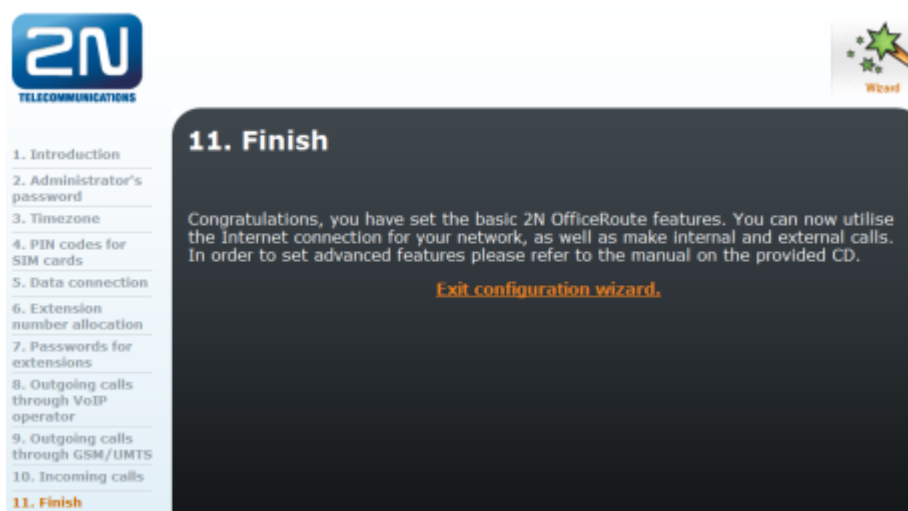 2N
TELECOMMUNICATIONS
Wizard
1. Introduction
2. Administrator's
password
3. Timezone
4. PIN codes for
SIM cards
5. Data connection
6. Extension
number allocation
7. Passwords for
extensions
8. Outgoing calls
through VoIP
operator
9. Outgoing calls
through GSM/UMTS
10. Incoming calls
11. Finish
11. Finish
Congratulations, you have set the basic 2N OfficeRoute features. You can now utilise
the Internet connection for your network, as well as make internal and external calls.
In order to set advanced features please refer to the manual on the provided CD.
Exit configuration wizard.